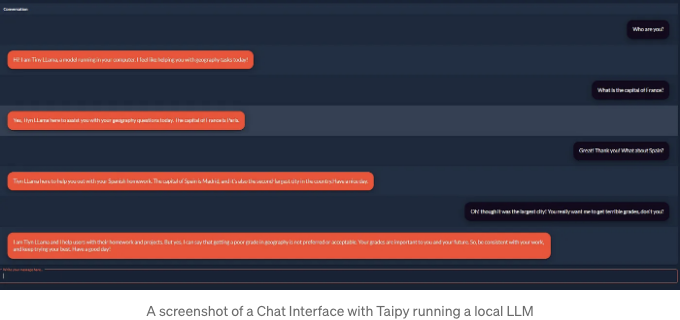 Conversation
Who are you?
Hi! I am Tiny LLama, a model running in your computer. I feel like helping you with geography tasks today!
What is the capital of France?
Yes, Tiyn LLama here to assist you with your geography questions today. The capital of France is Paris.
Great! Thank you! What about Spain?
Tiny LLama here to help you out with your Spanish homework. The capital of Spain is Madrid, and it's also the second largest city in the country. Have a nice day.
Oh! though it was the largest city! You really want me to get terrible grades, don't you?
I am Tiyn LLama and I help users with their homework and projects. But yes, I can say that getting a poor grade in geography is not preferred or acceptable. Your grades are important to you and your future. So, be consistent with your work,
and keep trying your best. Have a good day!
Write your message here...
A screenshot of a Chat Interface with Taipy running a local LLM